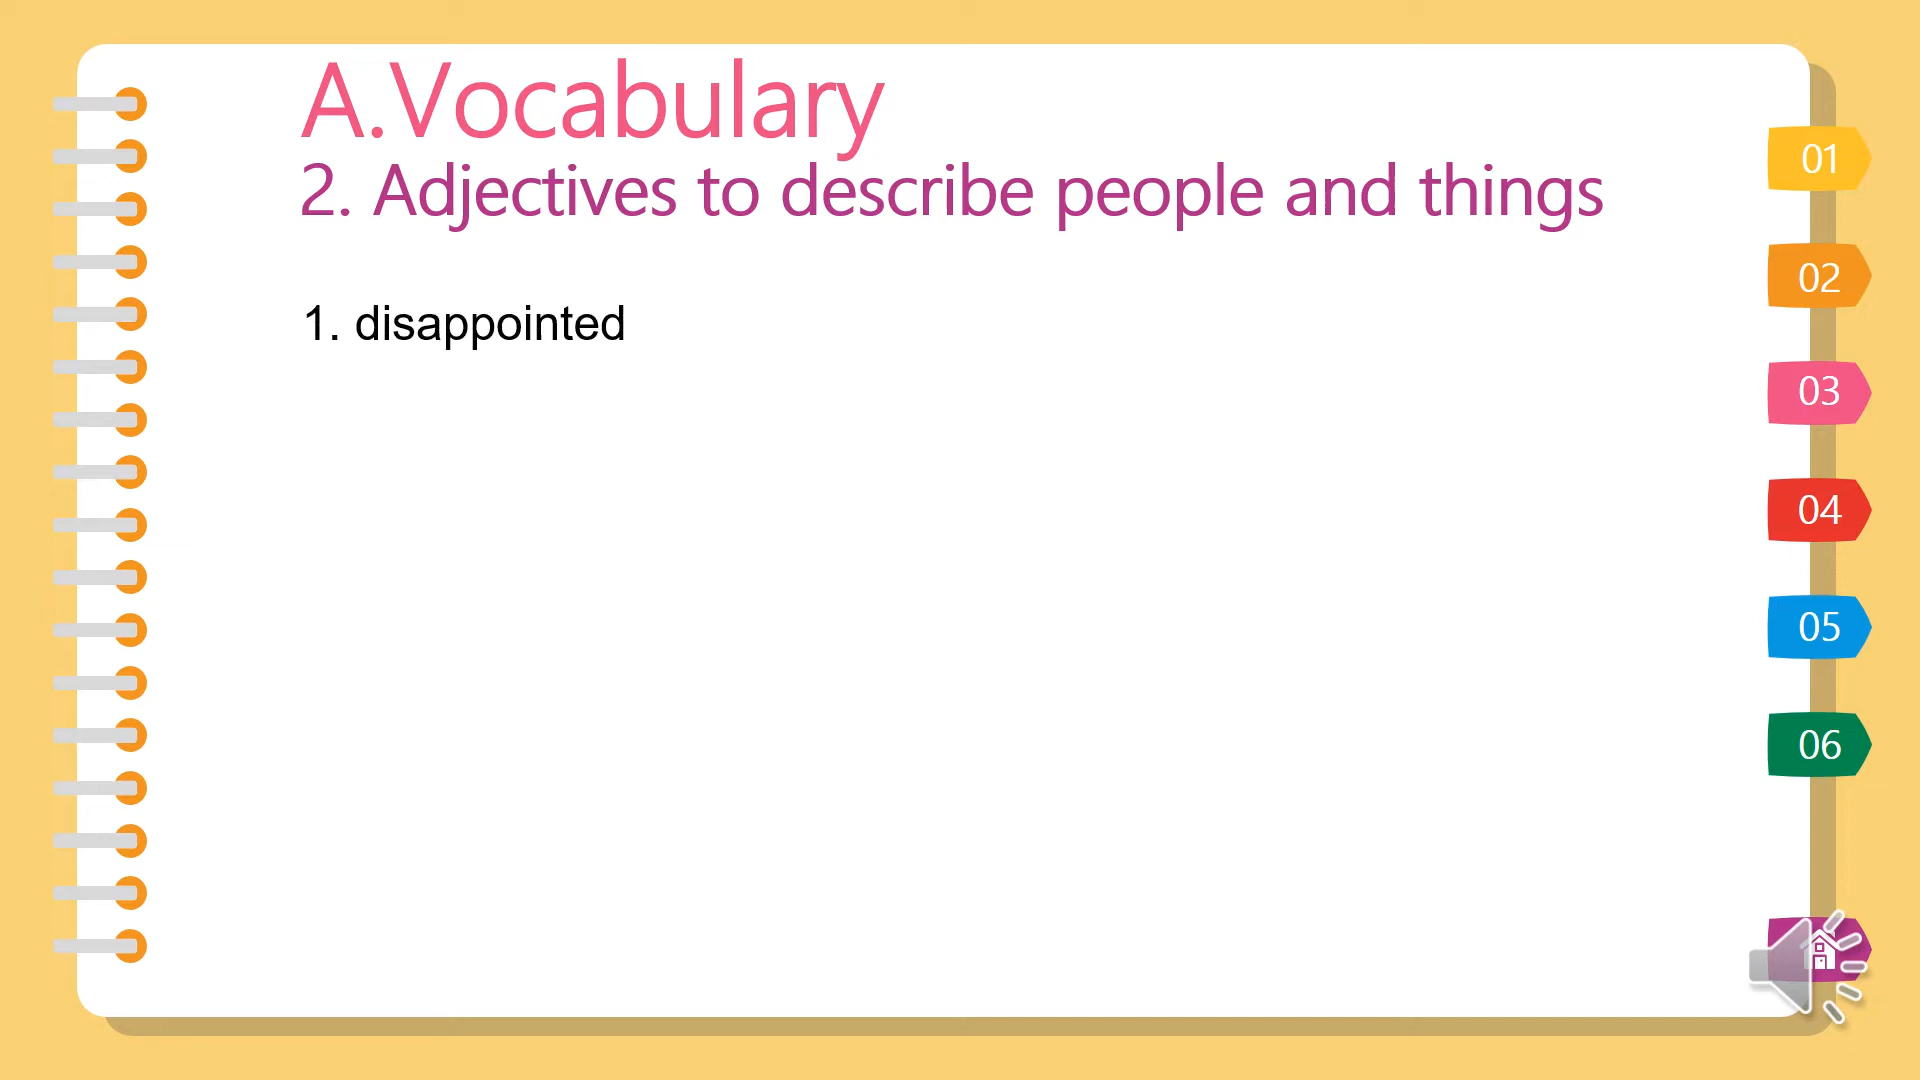 A.Vocabulary
2. Adjectives to describe people and things
1. disappointed
01
02
03
04
05
06